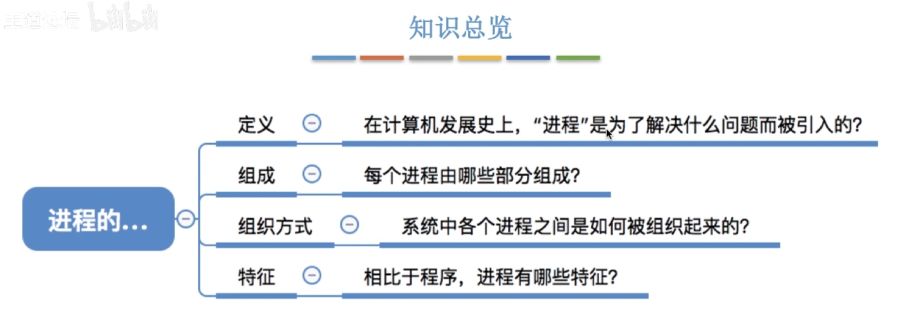 bilibili
知识总览
定义
在计算机发展史上，“进程”是为了解决什么问题而被引入的？
组成
每个进程由哪些部分组成？
进程的...
组织方式
系统中各个进程之间是如何被组织起来的？
特征
相比于程序，进程有哪些特征？